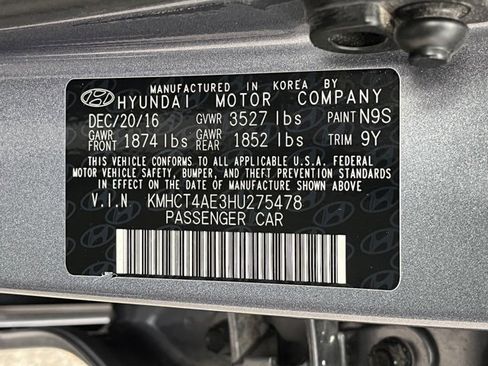 MANUFACTURED IN KOREA BY
HYUNDAI MOTOR COMPANY
DEC/20/16 GVWR 3527 lbs PAINT N9S
GAWR FRONT 1874 lbs GAWR REAR 1852 lbs TRIM 9Y
THIS VEHICLE CONFORMS TO ALL APPLICABLE U.S.A. FEDERAL
MOTOR VEHICLE SAFETY, BUMPER, AND THEFT PREVENTION STANDARDS
IN EFFECT ON THE DATE OF MANUFACTURE SHOWN ABOVE.
V.I.N KMHCT4AE3HU275478
PASSENGER CAR